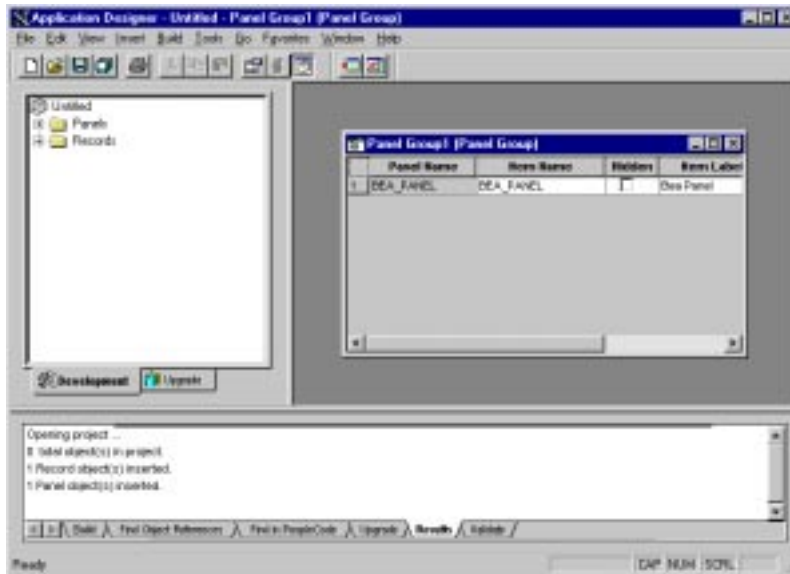 Application Designer - Untitled - Panel Group1 (Panel Group)
File Edit View Insert Build Tools Go Favorites Window Help
Untitled
Panels
Records
Panel Group1 (Panel Group)
Panel Name Item Name Hidden Item Label
1 BEA_PANEL BEA_PANEL Bea Panel
Development Upgrade
Opening project ...
0 total object(s) in project.
1 Record object(s) inserted.
1 Panel object(s) inserted.
Build Find Object References Find in PeopleCode Upgrade Results Validate
Ready CAP NUM SCRL